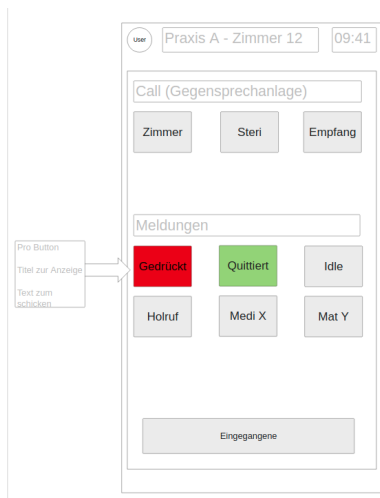 User
Praxis A - Zimmer 12
09:41
Call (Gegensprechanlage)
Zimmer
Steri
Empfang
Meldungen
Pro Button
Titel zur Anzeige
Text zum
schicken
Gedrückt
Quittiert
Idle
Holruf
Medi X
Mat Y
Eingegangene